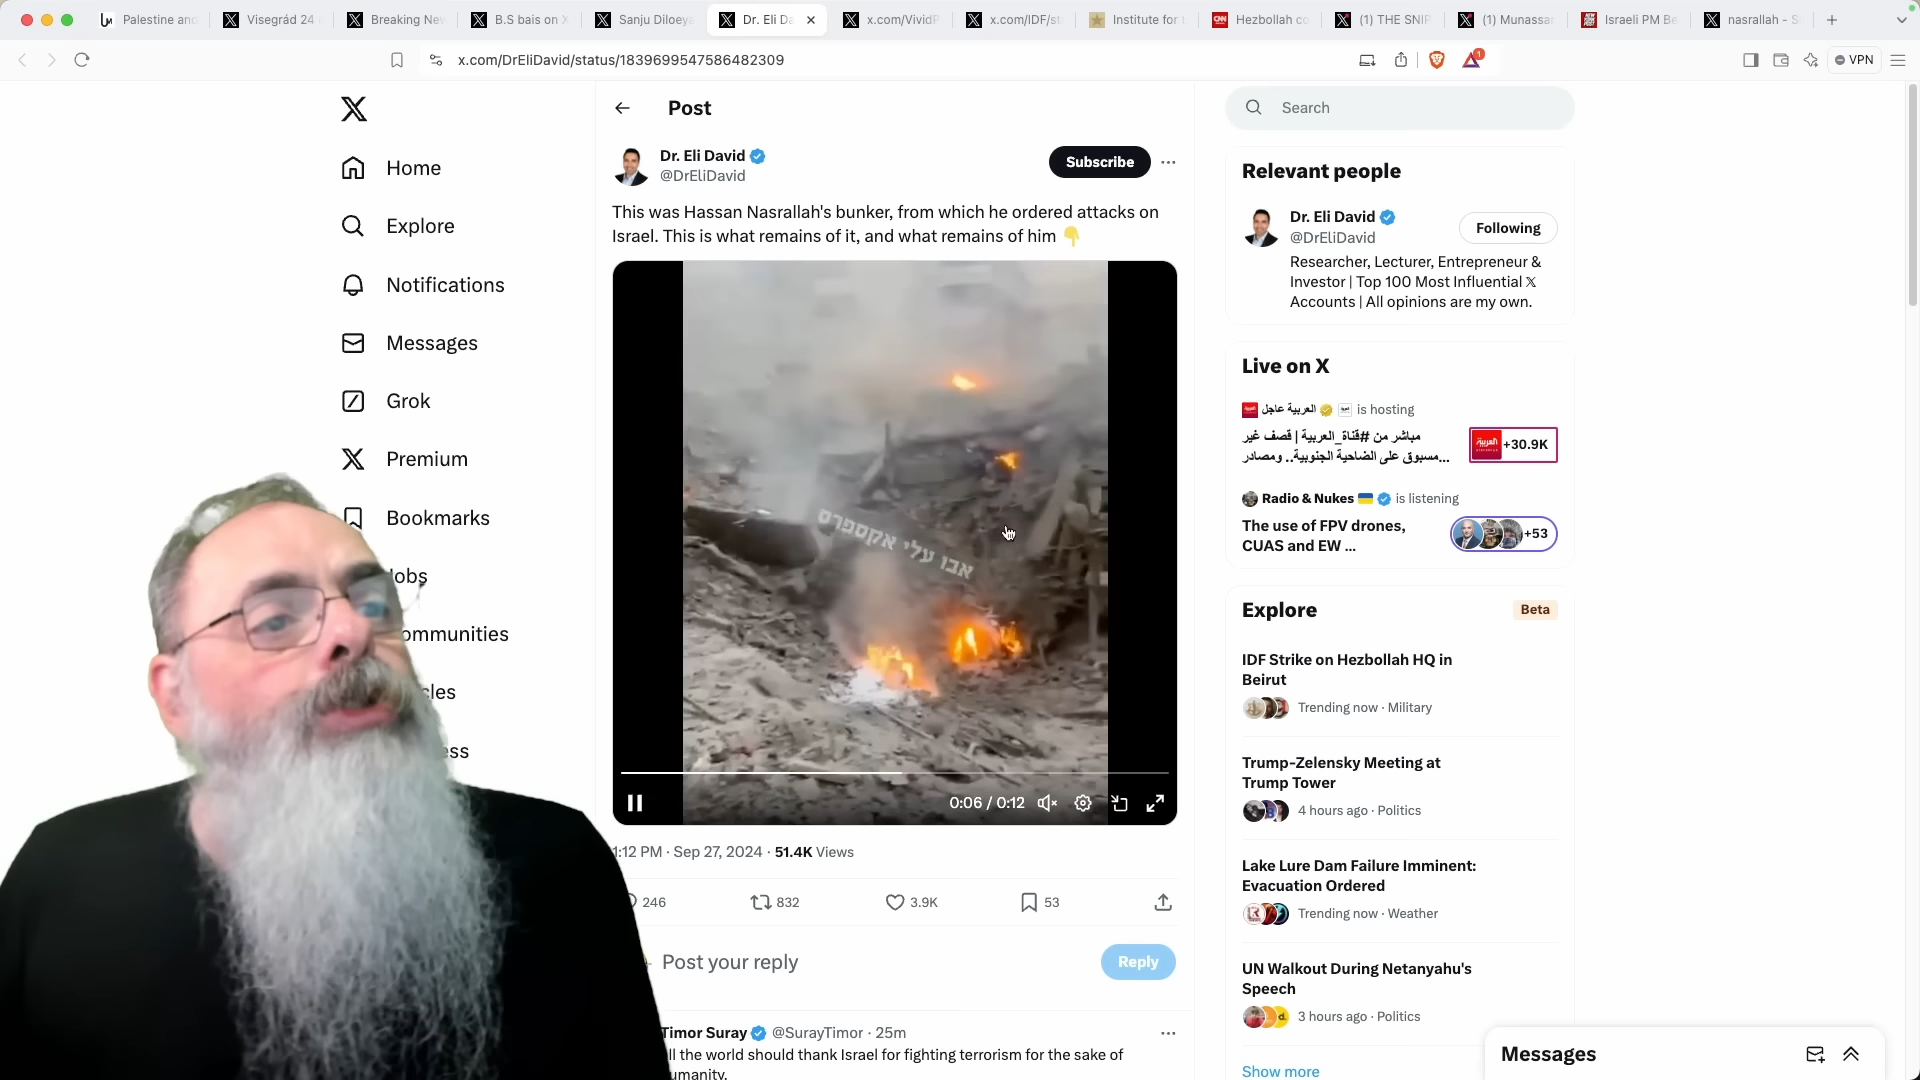 Palestine and
Visegrád 24
Breaking New
B.S bais on X
Sanju Diloeya
Dr. Eli Da
x.com/VividP
x.com/IDF/st
Institute for
Hezbollah co
(1) THE SNIP
(1) Munassar
Israeli PM Be
nasrallah - S
x.com/DrEliDavid/status/1839699547586482309
1
VPN
Home
Explore
Notifications
Messages
Grok
Premium
Bookmarks
obs
ommunities
cles
ess
Post
Dr. Eli David
@DrEliDavid
Subscribe
This was Hassan Nasrallah's bunker, from which he ordered attacks on
Israel. This is what remains of it, and what remains of him 👇
אבו עלי אקספרס
0:06 / 0:12
1:12 PM · Sep 27, 2024 · 51.4K Views
246
832
3.9K
53
Post your reply
Reply
Timor Suray @SurayTimor · 25m
ll the world should thank Israel for fighting terrorism for the sake of
umanity.
Search
Relevant people
Dr. Eli David
@DrEliDavid
Following
Researcher, Lecturer, Entrepreneur &
Investor | Top 100 Most Influential 𝕏
Accounts | All opinions are my own.
Live on X
العربية عاجل is hosting
مباشر من #قناة_العربية | قصف غير
مسبوق على الضاحية الجنوبية.. ومصادر...
العربية
+30.9K
Radio & Nukes 🇺🇦 is listening
The use of FPV drones,
CUAS and EW ...
+53
Explore
Beta
IDF Strike on Hezbollah HQ in
Beirut
Trending now · Military
Trump-Zelensky Meeting at
Trump Tower
4 hours ago · Politics
Lake Lure Dam Failure Imminent:
Evacuation Ordered
Trending now · Weather
UN Walkout During Netanyahu's
Speech
3 hours ago · Politics
Show more
Messages